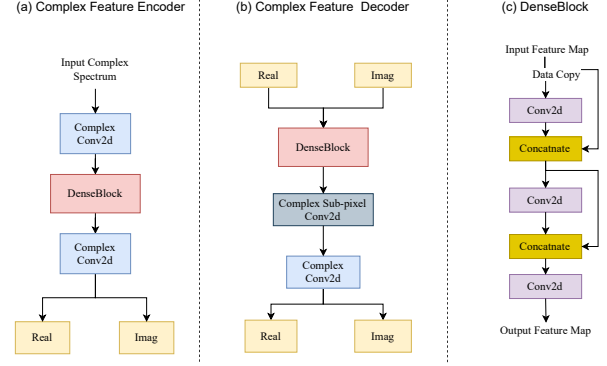 (a) Complex Feature Encoder
Input Complex
Spectrum
Complex
Conv2d
DenseBlock
Complex
Conv2d
Real
Imag
(b) Complex Feature Decoder
Real
Imag
DenseBlock
Complex Sub-pixel
Conv2d
Complex
Conv2d
Real
Imag
(c) DenseBlock
Input Feature Map
Data Copy
Conv2d
Concatnate
Conv2d
Concatnate
Conv2d
Output Feature Map